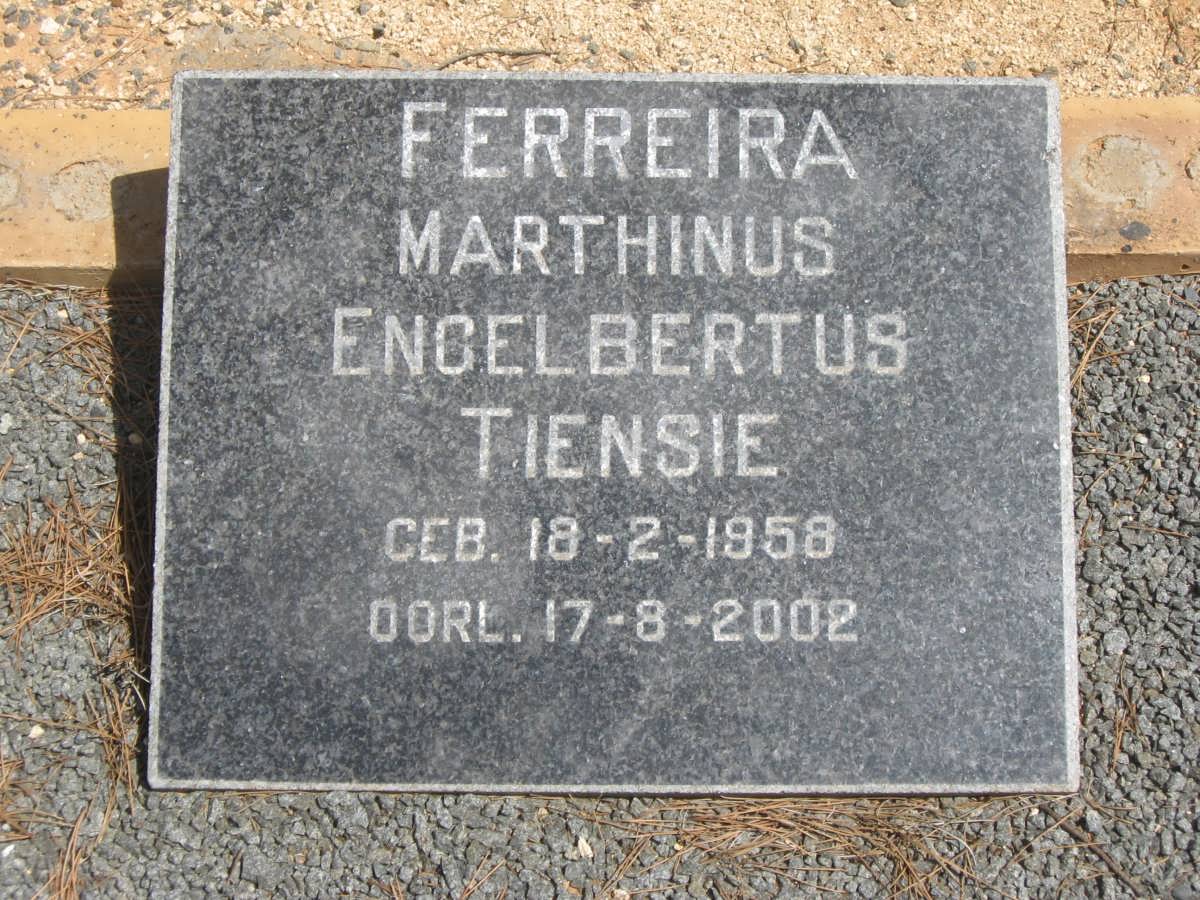 FERREIRA
MARTHINUS
ENGELBERTUS
TIENSIE
GEB. 18-2-1958
OORL. 17-8-2002